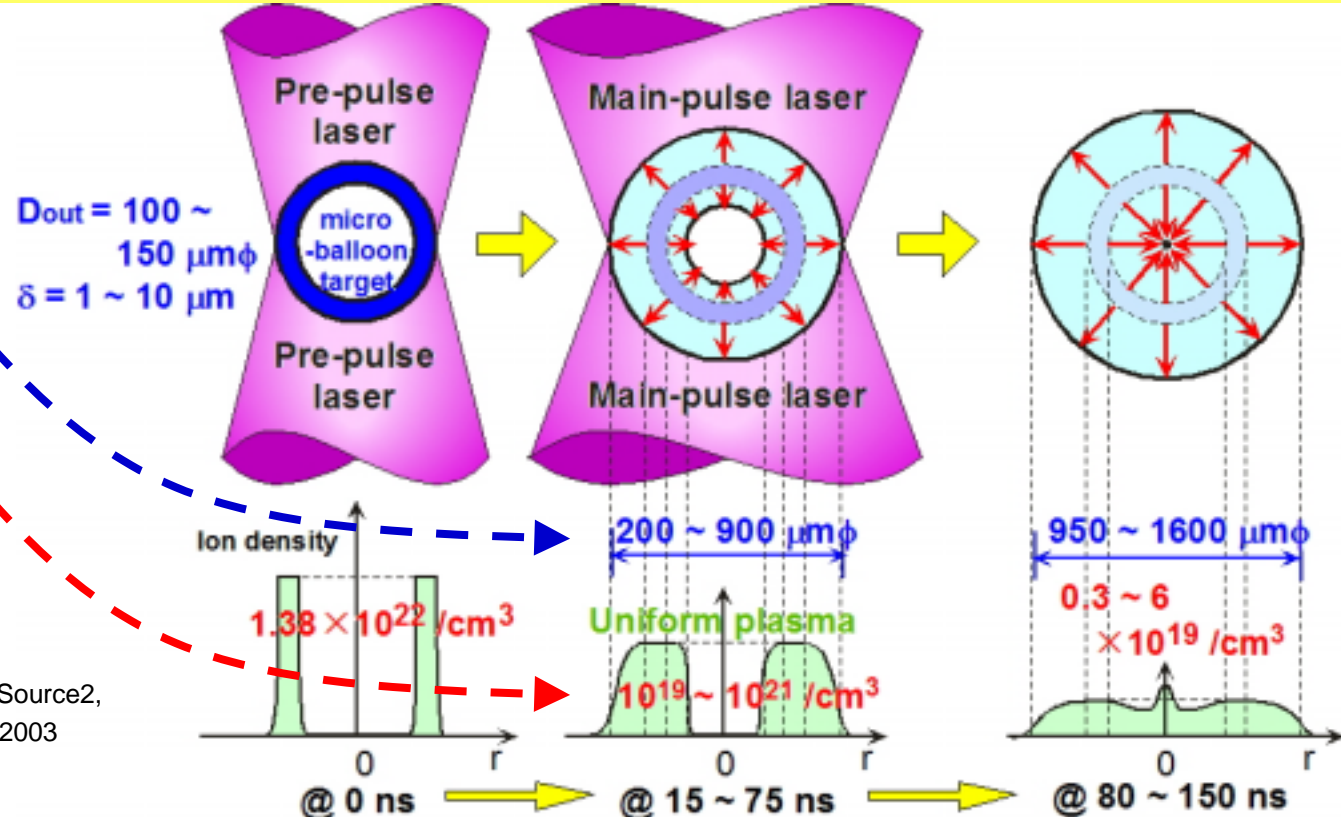 Pre-pulse
laser
Main-pulse laser
Dout = 100 ~
150 μmϕ
δ = 1 ~ 10 μm
micro
-balloon
target
Pre-pulse
laser
Main-pulse laser
Ion density
1.38 ×10²² /cm³
0
r
@ 0 ns
200 ~ 900 μmϕ
Uniform plasma
10¹⁹ ~ 10²¹ /cm³
0
r
@ 15 ~ 75 ns
950 ~ 1600 μmϕ
0.3 ~ 6
×10¹⁹ /cm³
0
r
@ 80 ~ 150 ns
Source2,
2003